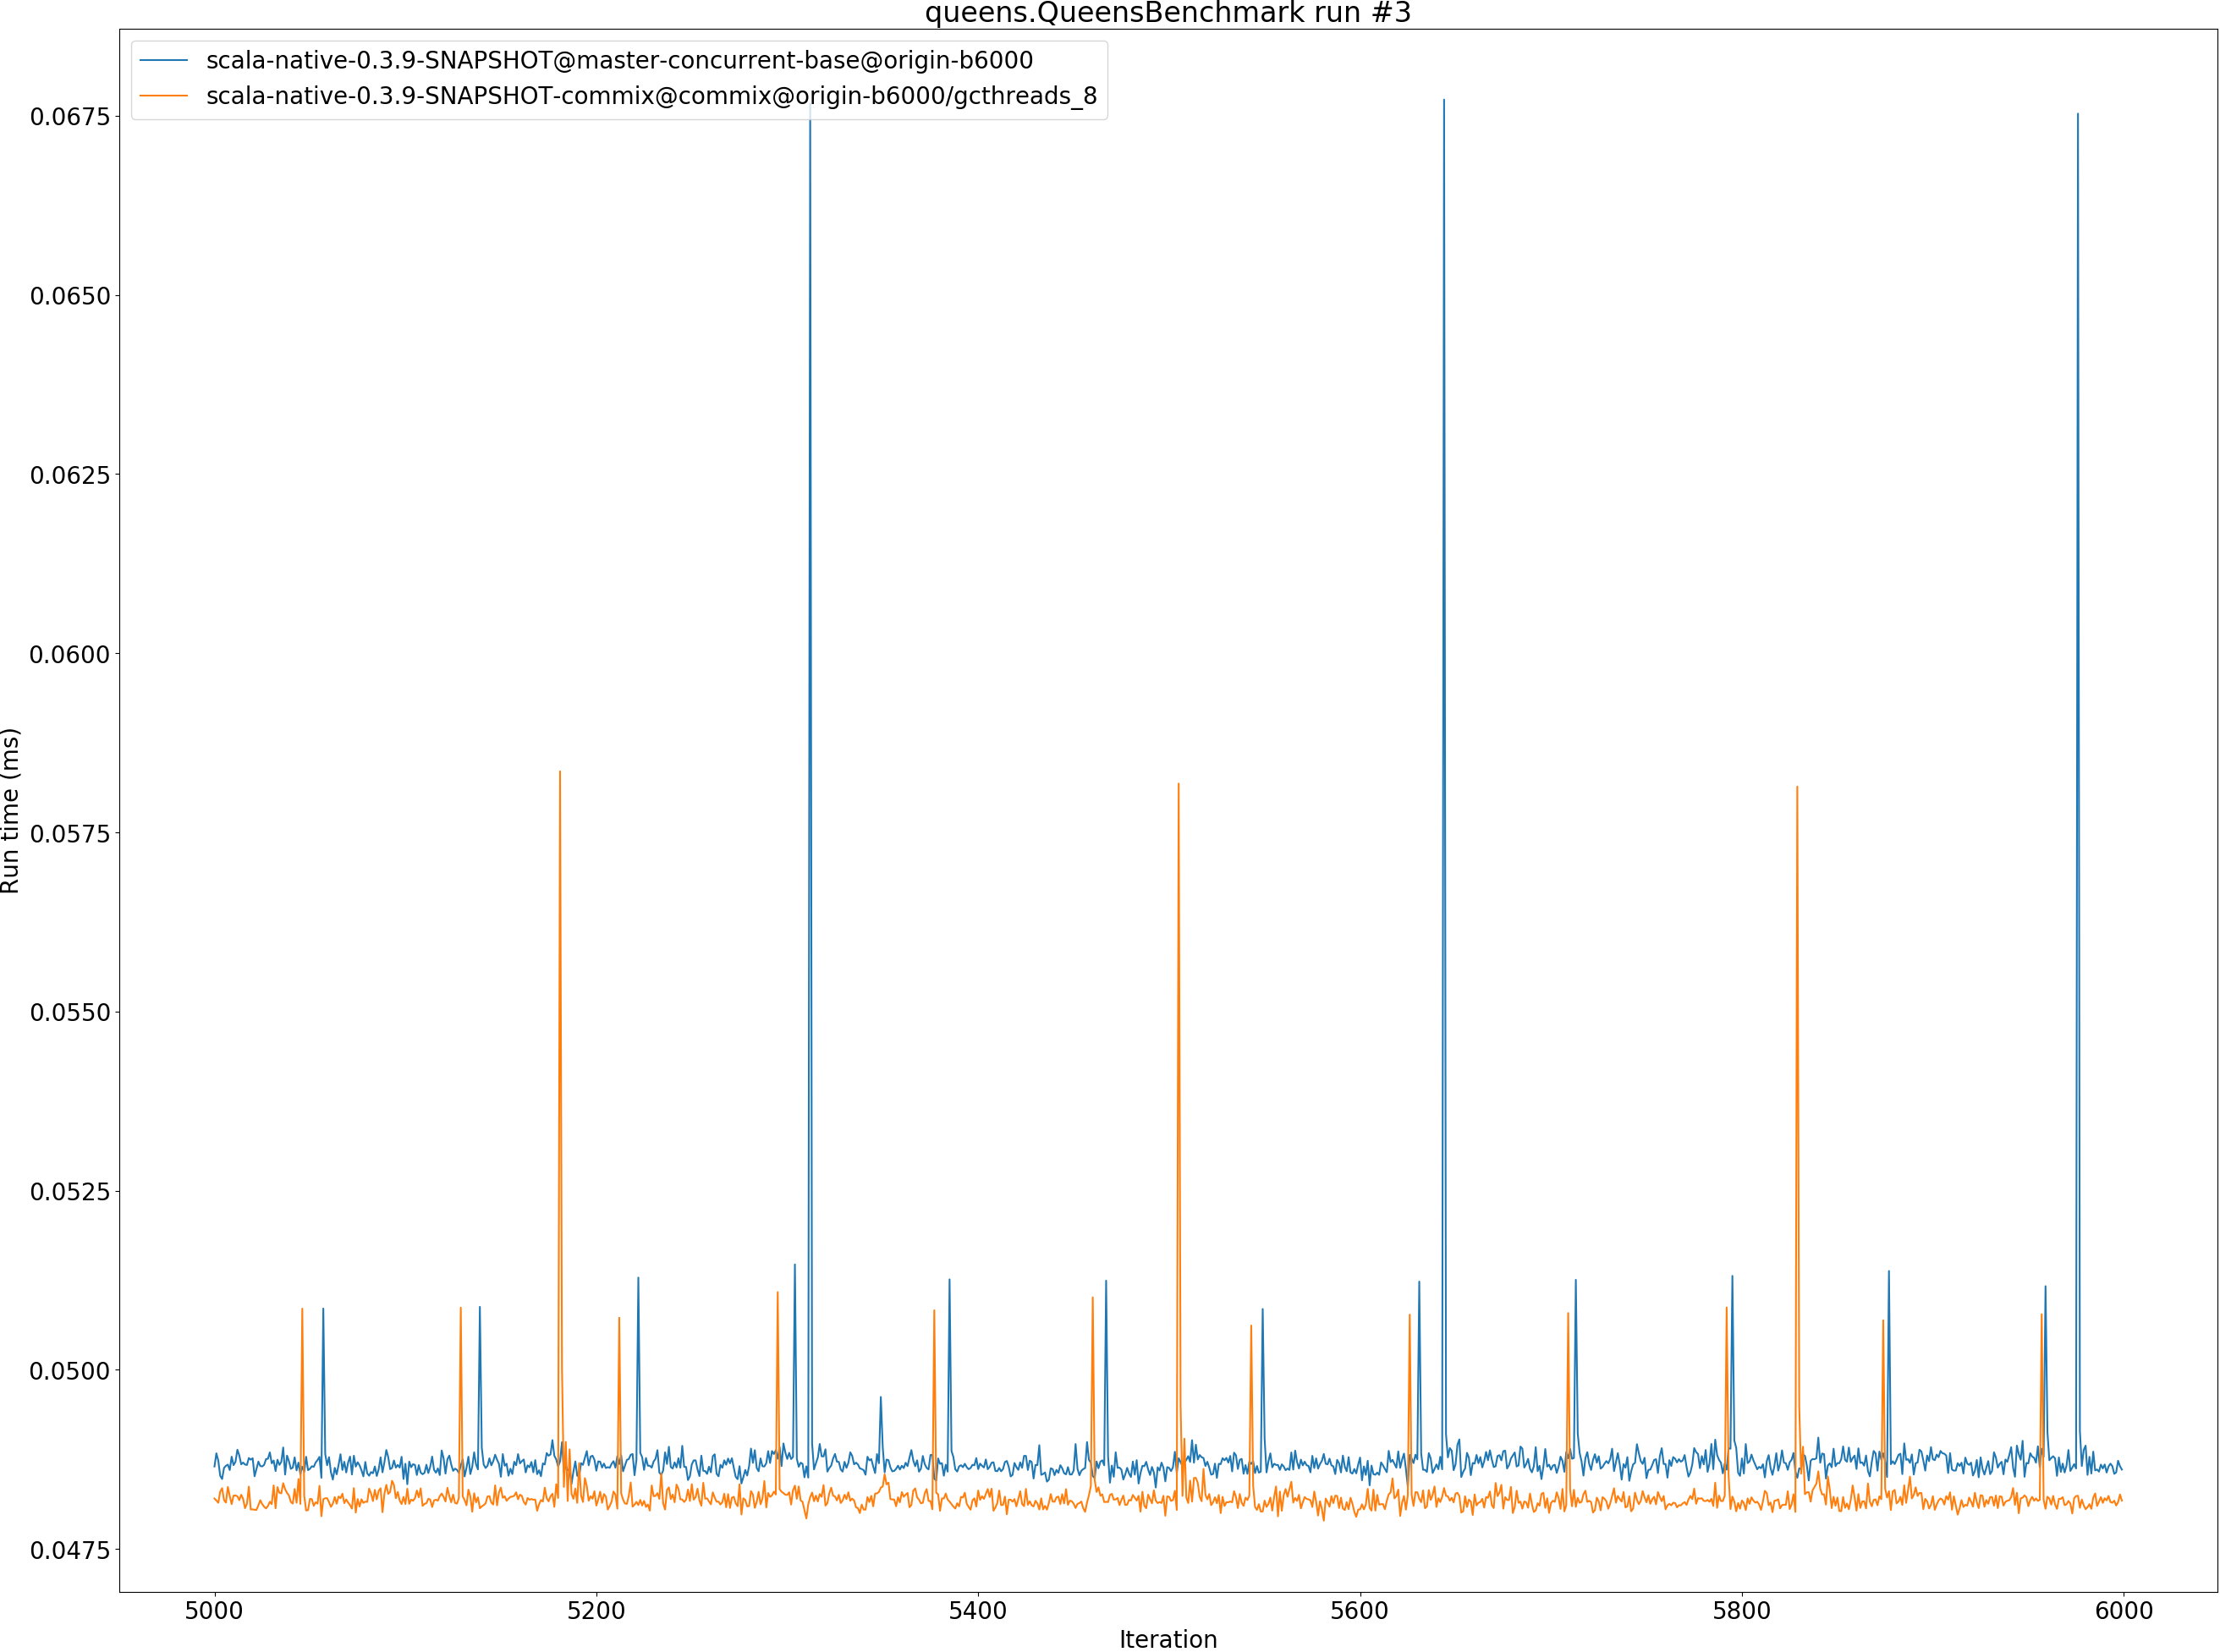 queens.QueensBenchmark run #3
scala-native-0.3.9-SNAPSHOT@master-concurrent-base@origin-b6000
scala-native-0.3.9-SNAPSHOT-commix@commix@origin-b6000/gcthreads_8
0.0675
0.0650
0.0625
0.0600
0.0575
0.0550
0.0525
0.0500
0.0475
Run time (ms)
5000 5200 5400 5600 5800 6000
Iteration